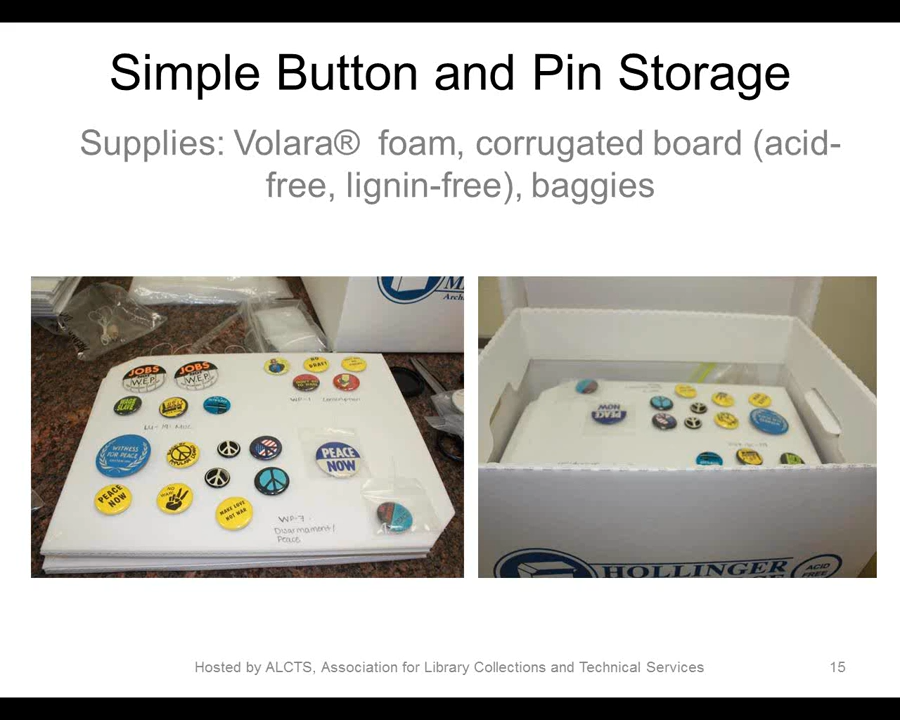 Simple Button and Pin Storage
Supplies: Volara® foam, corrugated board (acid-
free, lignin-free), baggies
JOBS
W.E.P.
JOBS
W.E.P.
WITNESS
FOR PEACE
PEACE
NOW
PEACE
NOW
MAKE LOVE
NOT WAR
WP-7
Disarmament/
Peace
PEACE
NOW
HOLLINGER
ACID
FREE
Hosted by ALCTS, Association for Library Collections and Technical Services
15